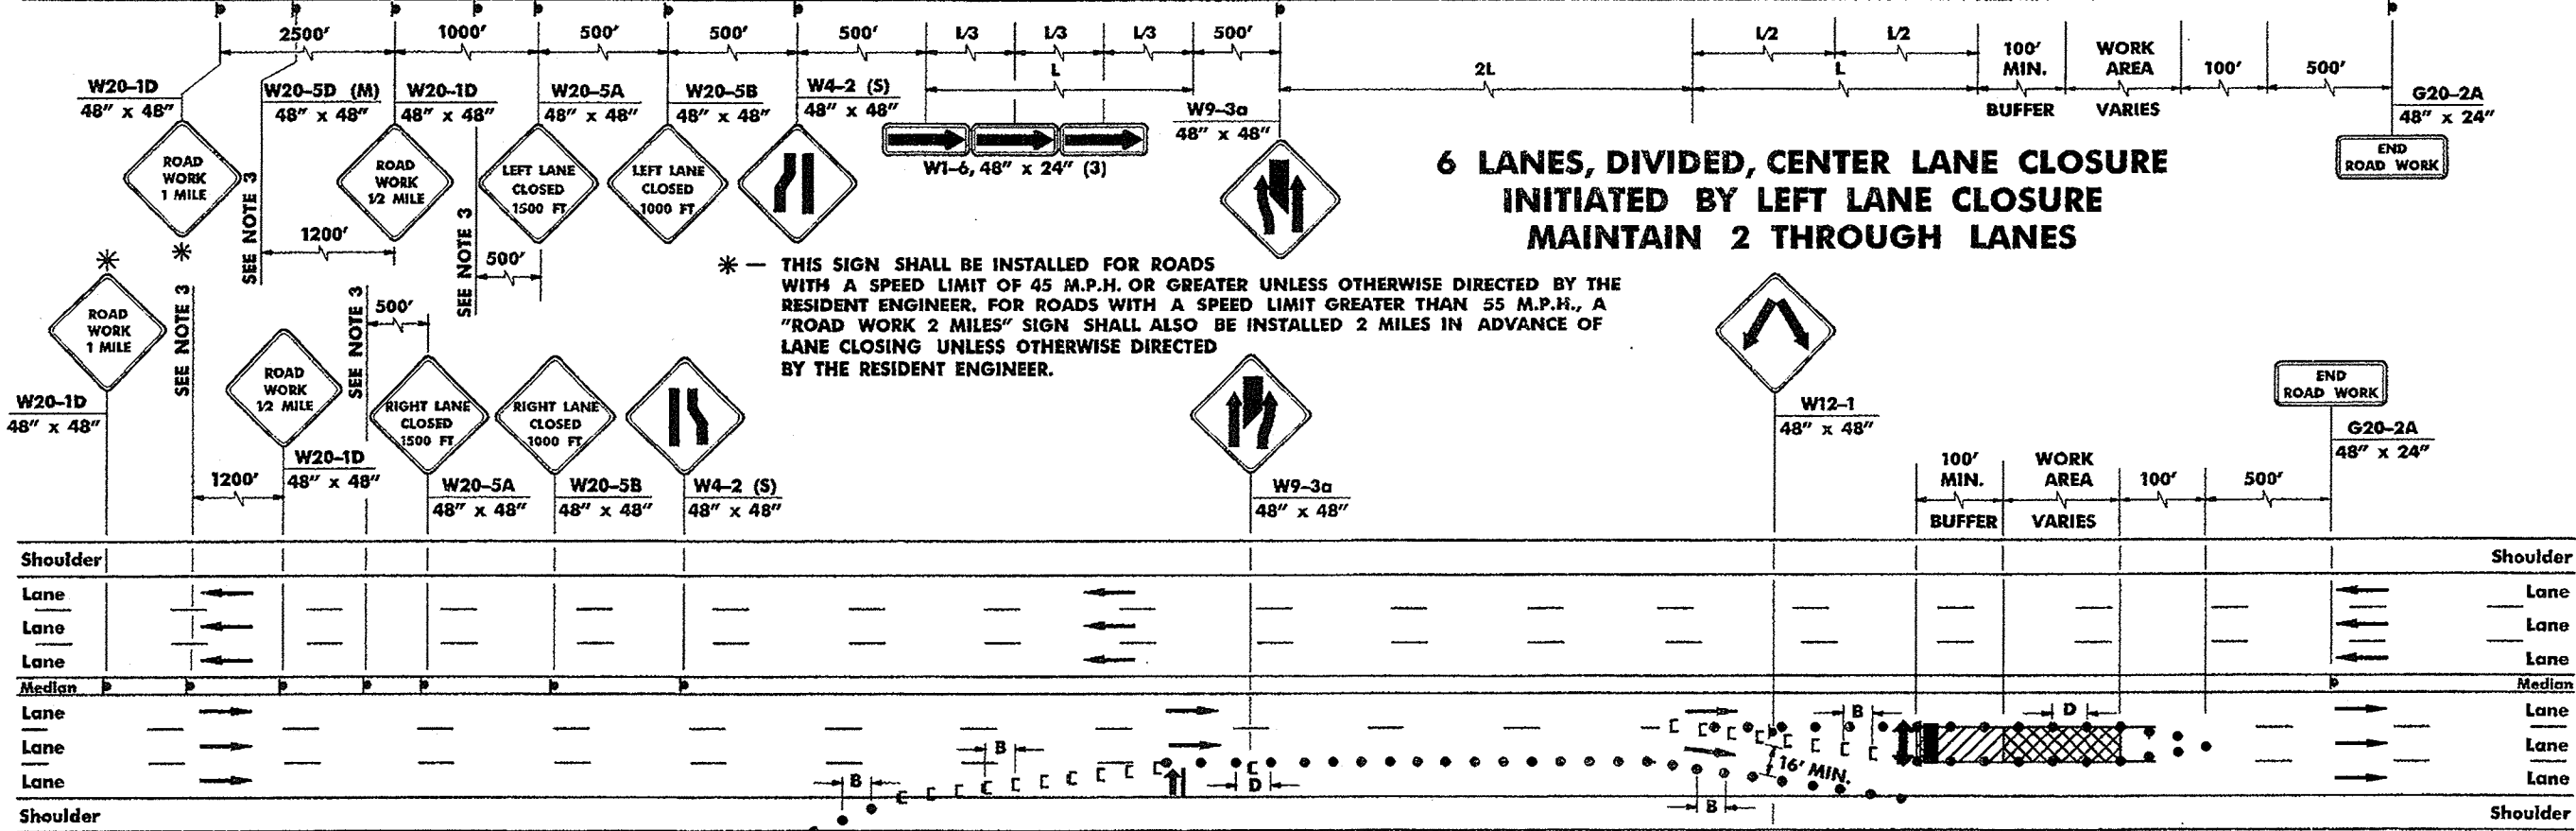 2500' 1000' 500' 500' 500' L/3 L/3 L/3 500' L/2 L/2
L 2L L
100' MIN. BUFFER
WORK AREA VARIES
100' 500'
W20-1D
48" x 48"
W20-5D (M)
48" x 48"
W20-1D
48" x 48"
W20-5A
48" x 48"
W20-5B
48" x 48"
W4-2 (S)
48" x 48"
W9-3a
48" x 48"
G20-2A
48" x 24"
ROAD
WORK
1 MILE
SEE NOTE 3
ROAD
WORK
1/2 MILE
SEE NOTE 3
LEFT LANE
CLOSED
1500 FT
LEFT LANE
CLOSED
1000 FT
W1-6, 48" x 24" (3)
END
ROAD WORK
1200'
500'
6 LANES, DIVIDED, CENTER LANE CLOSURE
INITIATED BY LEFT LANE CLOSURE
MAINTAIN 2 THROUGH LANES
✳
✳
✳ — THIS SIGN SHALL BE INSTALLED FOR ROADS
WITH A SPEED LIMIT OF 45 M.P.H. OR GREATER UNLESS OTHERWISE DIRECTED BY THE
RESIDENT ENGINEER. FOR ROADS WITH A SPEED LIMIT GREATER THAN 55 M.P.H., A
"ROAD WORK 2 MILES" SIGN SHALL ALSO BE INSTALLED 2 MILES IN ADVANCE OF
LANE CLOSING UNLESS OTHERWISE DIRECTED
BY THE RESIDENT ENGINEER.
ROAD
WORK
1 MILE
SEE NOTE 3
ROAD
WORK
1/2 MILE
SEE NOTE 3
500'
RIGHT LANE
CLOSED
1500 FT
RIGHT LANE
CLOSED
1000 FT
END
ROAD WORK
W20-1D
48" x 48"
1200'
W20-1D
48" x 48"
W20-5A
48" x 48"
W20-5B
48" x 48"
W4-2 (S)
48" x 48"
W9-3a
48" x 48"
W12-1
48" x 48"
G20-2A
48" x 24"
100' MIN. BUFFER
WORK AREA VARIES
100' 500'
Shoulder Shoulder
Lane Lane
Lane Lane
Lane Lane
Median Median
Lane B D Lane
Lane B Lane
Lane B D 16' MIN. Lane
B
Shoulder Shoulder